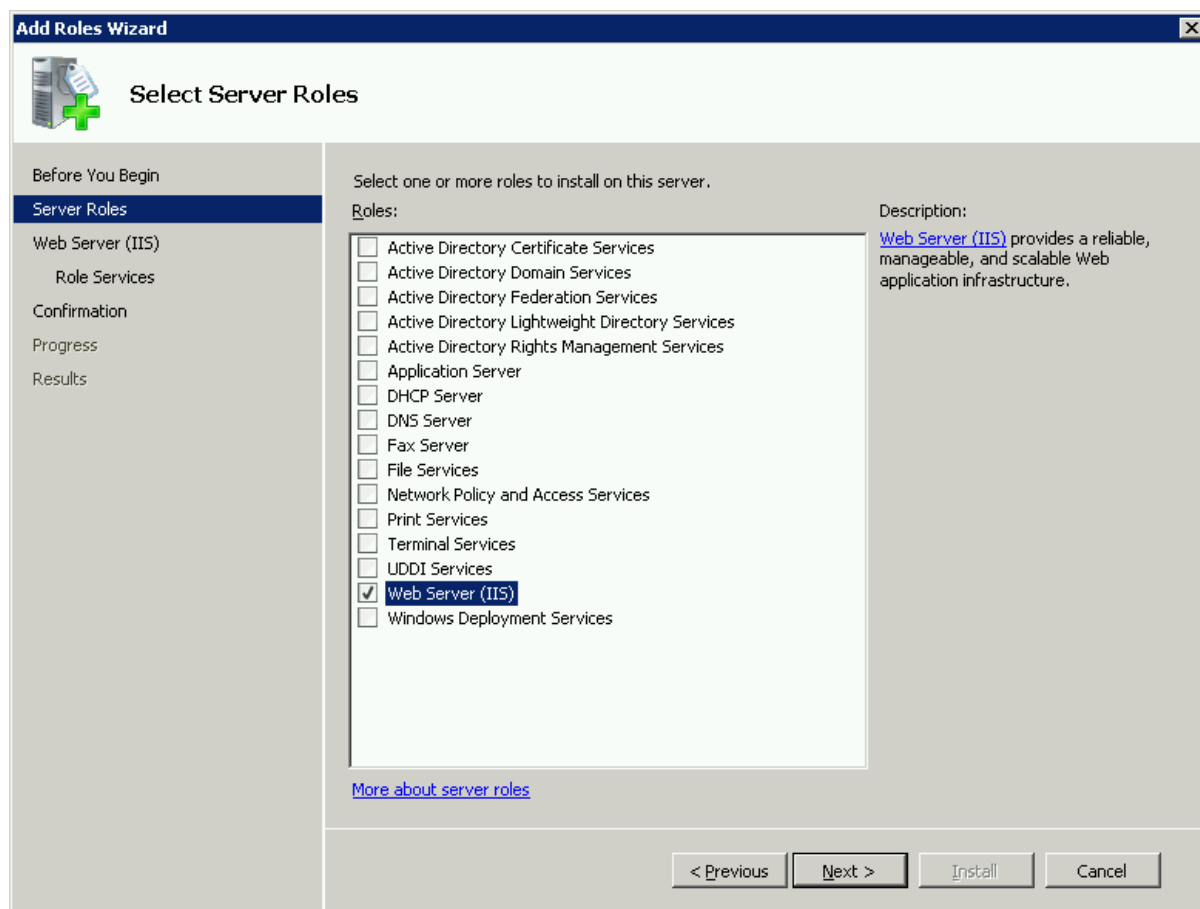 Add Roles Wizard
Select Server Roles
Before You Begin
Server Roles
Web Server (IIS)
Role Services
Confirmation
Progress
Results
Select one or more roles to install on this server.
Roles:
Active Directory Certificate Services
Active Directory Domain Services
Active Directory Federation Services
Active Directory Lightweight Directory Services
Active Directory Rights Management Services
Application Server
DHCP Server
DNS Server
Fax Server
File Services
Network Policy and Access Services
Print Services
Terminal Services
UDDI Services
Web Server (IIS)
Windows Deployment Services
More about server roles
Description:
Web Server (IIS) provides a reliable,
manageable, and scalable Web
application infrastructure.
< Previous
Next >
Install
Cancel